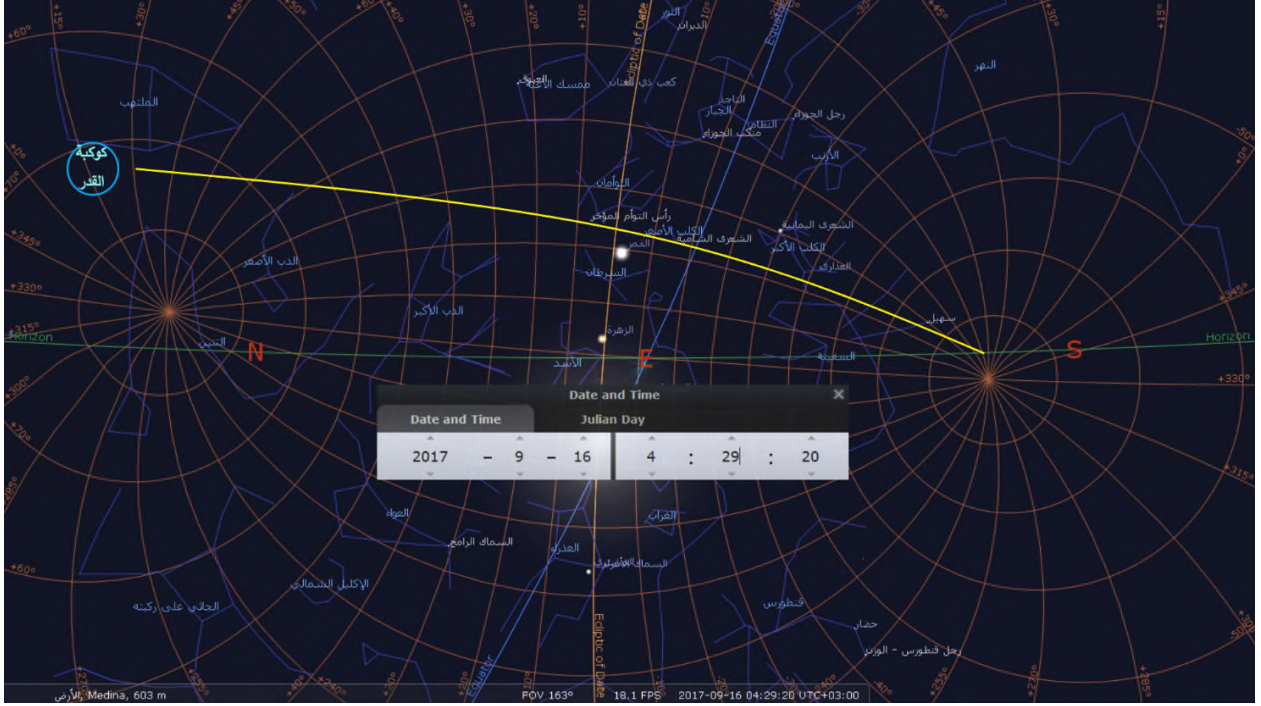 Ecliptic of Date
Equator
الثور
الدبران
النهر
العيوق
ممسك الأعنة
كعب ذي العنان
الملتهب
الناجذ
الجبار
النظام
رجل الجوزاء
منكب الجوزاء
كوكبة
القدر
الأرنب
التوأمان
رأس التوأم المؤخر
الشعرى اليمانية
الكلب الأصغر
الشعرى الشامية
الكلب الأكبر
القمر
العذارى
الدب الأصغر
السرطان
الدب الأكبر
سهيل
الزهرة
Horizon
التنين
N
الأسد
E
السفينة
S
Horizon
Date and Time
Date and Time
Julian Day
2017 - 9 - 16 4 : 29 : 20
العواء
الغراب
السماك الرامح
العذراء
الإكليل الشمالي
الجاثي على ركبته
قنطورس
حضار
رجل قنطورس - الوزن
Equator
Ecliptic of Date
الأرض, Medina, 603 m
FOV 163°
18.1 FPS
2017-09-16 04:29:20 UTC+03:00